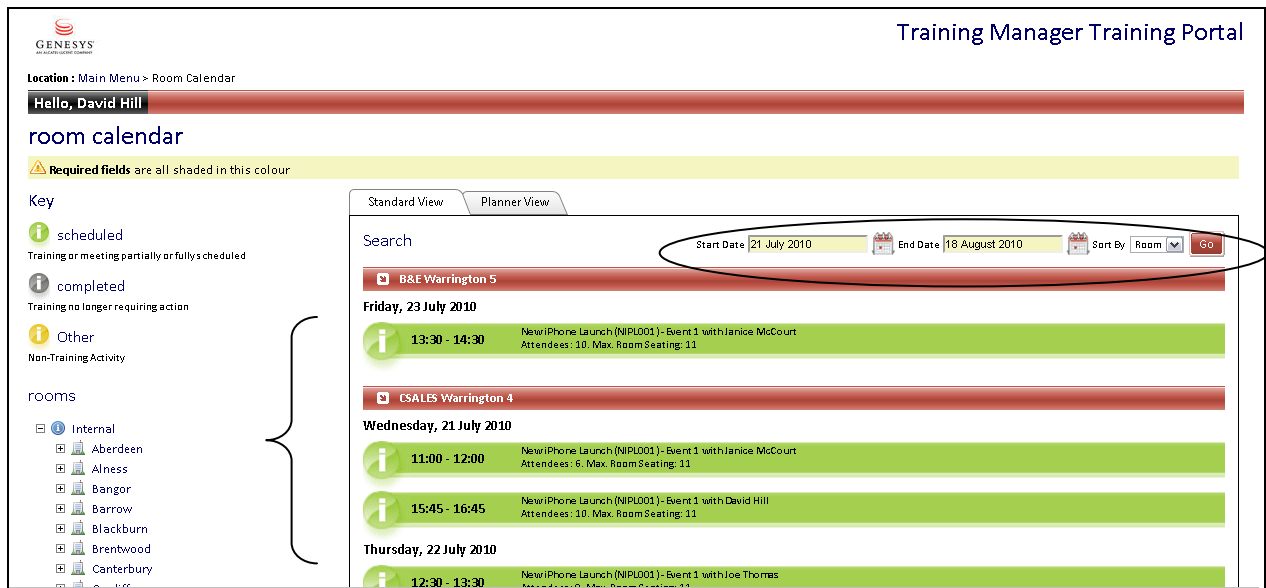 GENESYS
AN ALCATEL-LUCENT COMPANY
Training Manager Training Portal
Location : Main Menu > Room Calendar
Hello, David Hill
room calendar
Required fields are all shaded in this colour
Key
scheduled
Training or meeting partially or fully scheduled
completed
Training no longer requiring action
Other
Non-Training Activity
rooms
Internal
Aberdeen
Alness
Bangor
Barrow
Blackburn
Brentwood
Canterbury
Cardiff
Standard View Planner View
Search Start Date 21 July 2010 End Date 18 August 2010 Sort By Room Go
B&E Warrington 5
Friday, 23 July 2010
13:30 - 14:30 New iPhone Launch (NIPL001) - Event 1 with Janice McCourt
Attendees: 10. Max. Room Seating: 11
CSALES Warrington 4
Wednesday, 21 July 2010
11:00 - 12:00 New iPhone Launch (NIPL001) - Event 1 with Janice McCourt
Attendees: 6. Max. Room Seating: 11
15:45 - 16:45 New iPhone Launch (NIPL001) - Event 1 with David Hill
Attendees: 10. Max. Room Seating: 11
Thursday, 22 July 2010
12:30 - 13:30 New iPhone Launch (NIPL001) - Event 1 with Joe Thomas